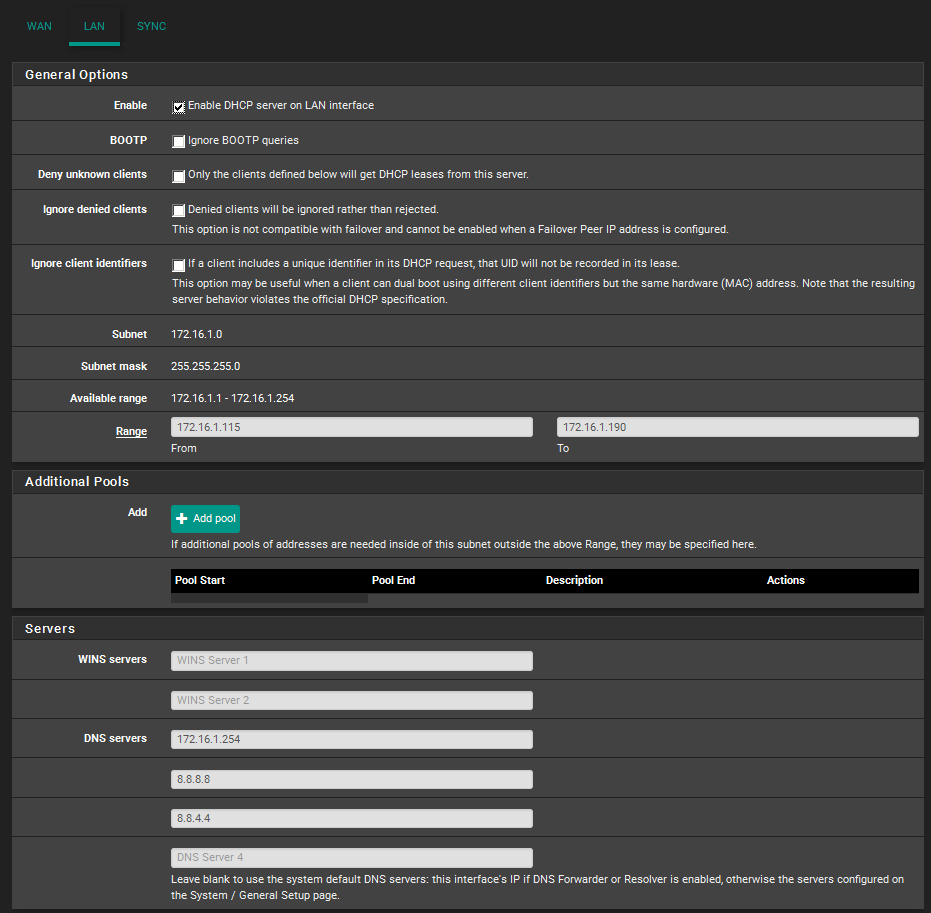 WAN LAN SYNC
General Options
Enable Enable DHCP server on LAN interface
BOOTP Ignore BOOTP queries
Deny unknown clients Only the clients defined below will get DHCP leases from this server.
Ignore denied clients Denied clients will be ignored rather than rejected.
This option is not compatible with failover and cannot be enabled when a Failover Peer IP address is configured.
Ignore client identifiers If a client includes a unique identifier in its DHCP request, that UID will not be recorded in its lease.
This option may be useful when a client can dual boot using different client identifiers but the same hardware (MAC) address. Note that the resulting
server behavior violates the official DHCP specification.
Subnet 172.16.1.0
Subnet mask 255.255.255.0
Available range 172.16.1.1 - 172.16.1.254
Range 172.16.1.115 172.16.1.190
From To
Additional Pools
Add Add pool
If additional pools of addresses are needed inside of this subnet outside the above Range, they may be specified here.
Pool Start Pool End Description Actions
Servers
WINS servers WINS Server 1
WINS Server 2
DNS servers 172.16.1.254
8.8.8.8
8.8.4.4
DNS Server 4
Leave blank to use the system default DNS servers: this interface's IP if DNS Forwarder or Resolver is enabled, otherwise the servers configured on
the System / General Setup page.